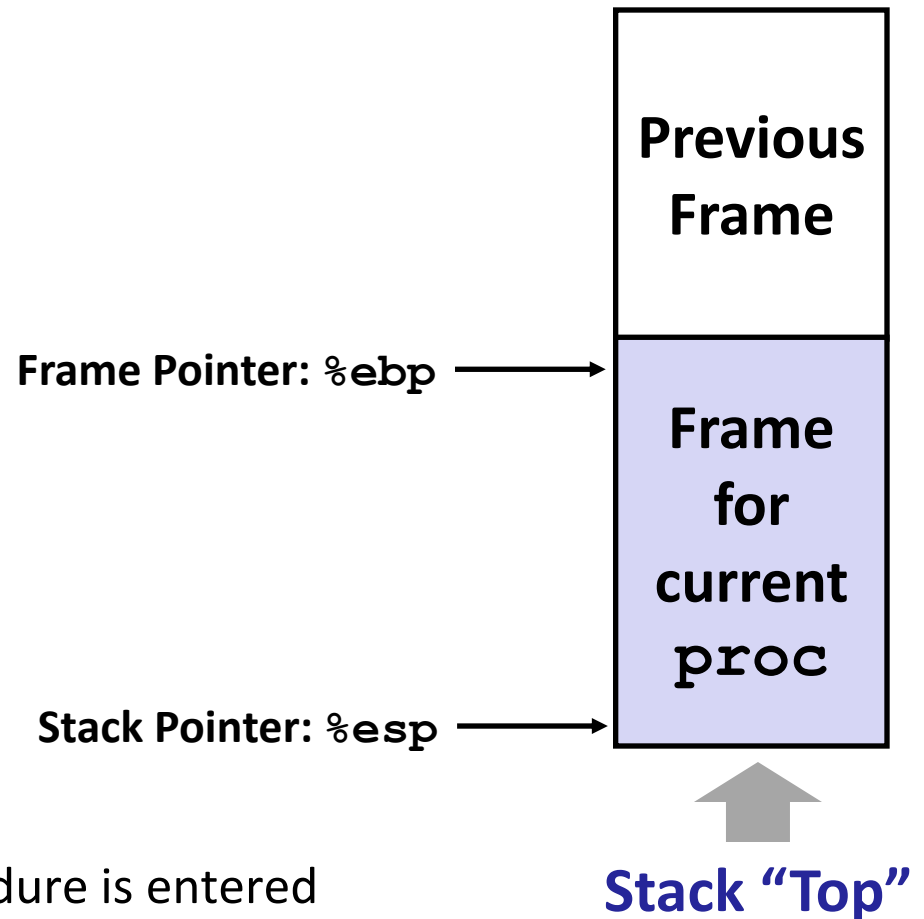 Previous
Frame
Frame Pointer: %ebp
Frame
for
current
proc
Stack Pointer: %esp
dure is entered
Stack “Top”